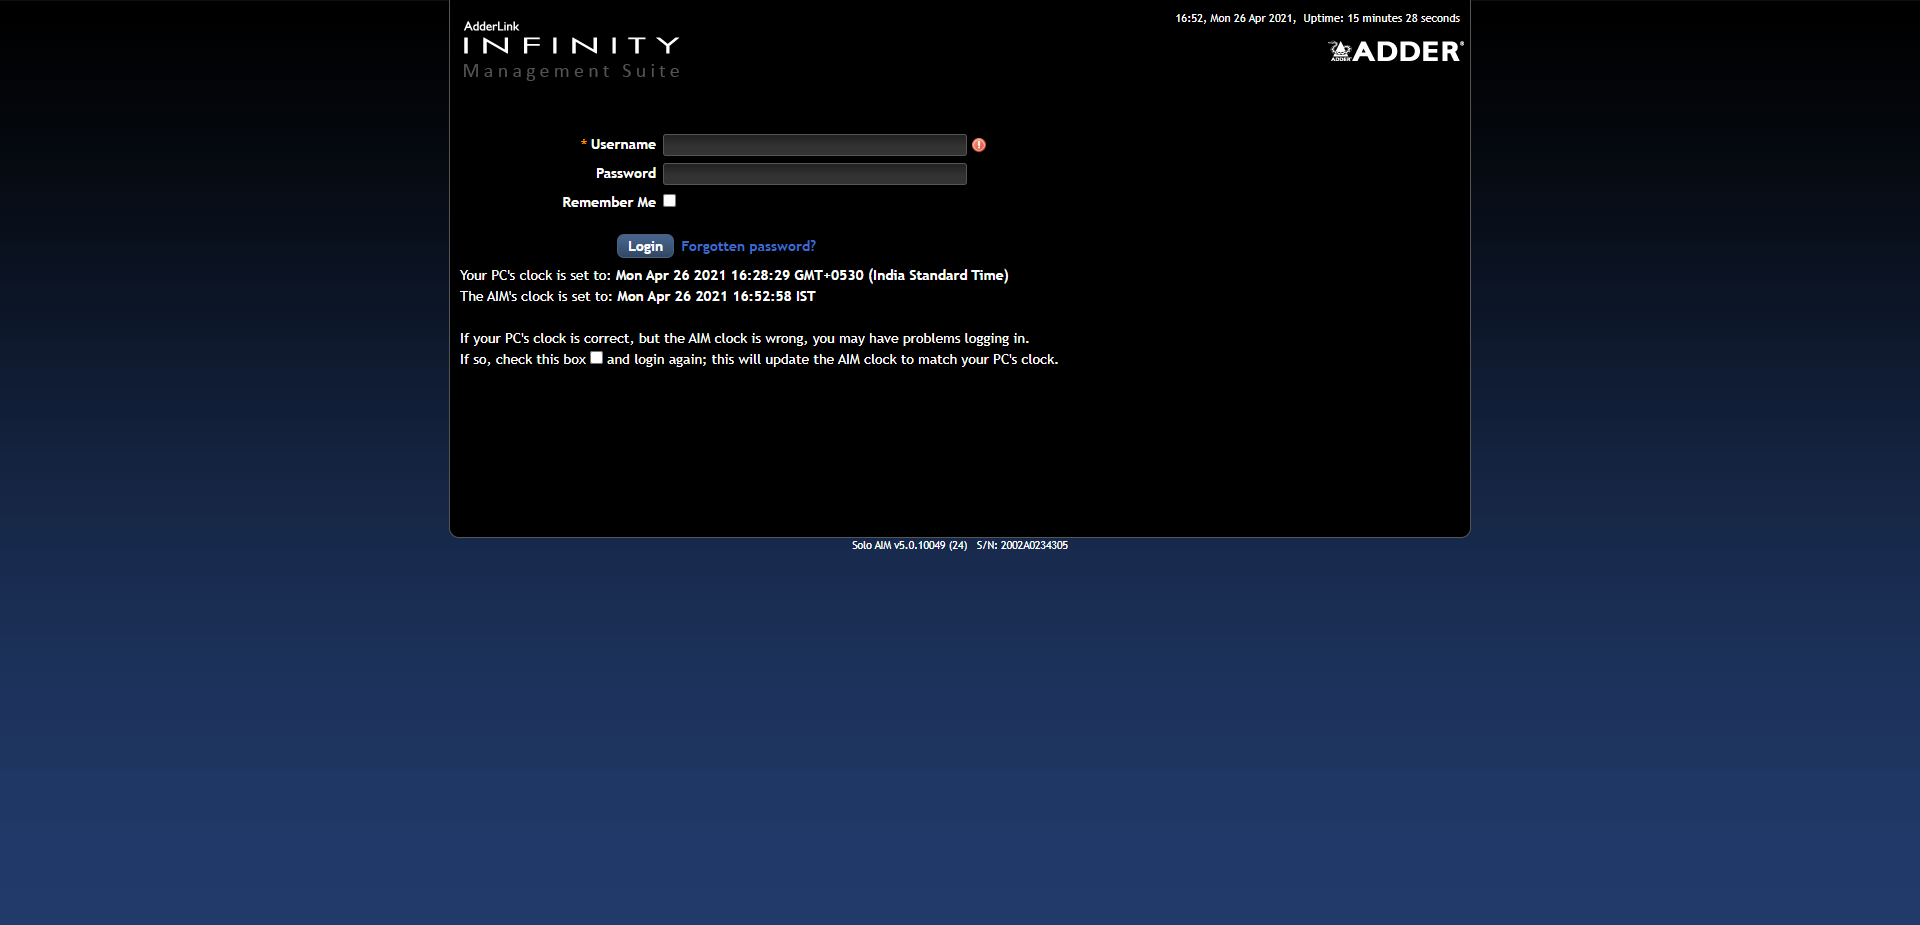 16:52, Mon 26 Apr 2021, Uptime: 15 minutes 28 seconds
AdderLink
INFINITY
Management Suite
ADDER ADDER®
* Username
Password
Remember Me
Login Forgotten password?
Your PC's clock is set to: Mon Apr 26 2021 16:28:29 GMT+0530 (India Standard Time)
The AIM's clock is set to: Mon Apr 26 2021 16:52:58 IST
If your PC's clock is correct, but the AIM clock is wrong, you may have problems logging in.
If so, check this box and login again; this will update the AIM clock to match your PC's clock.
Solo AIM v5.0.10049 (24) S/N: 2002A0234305